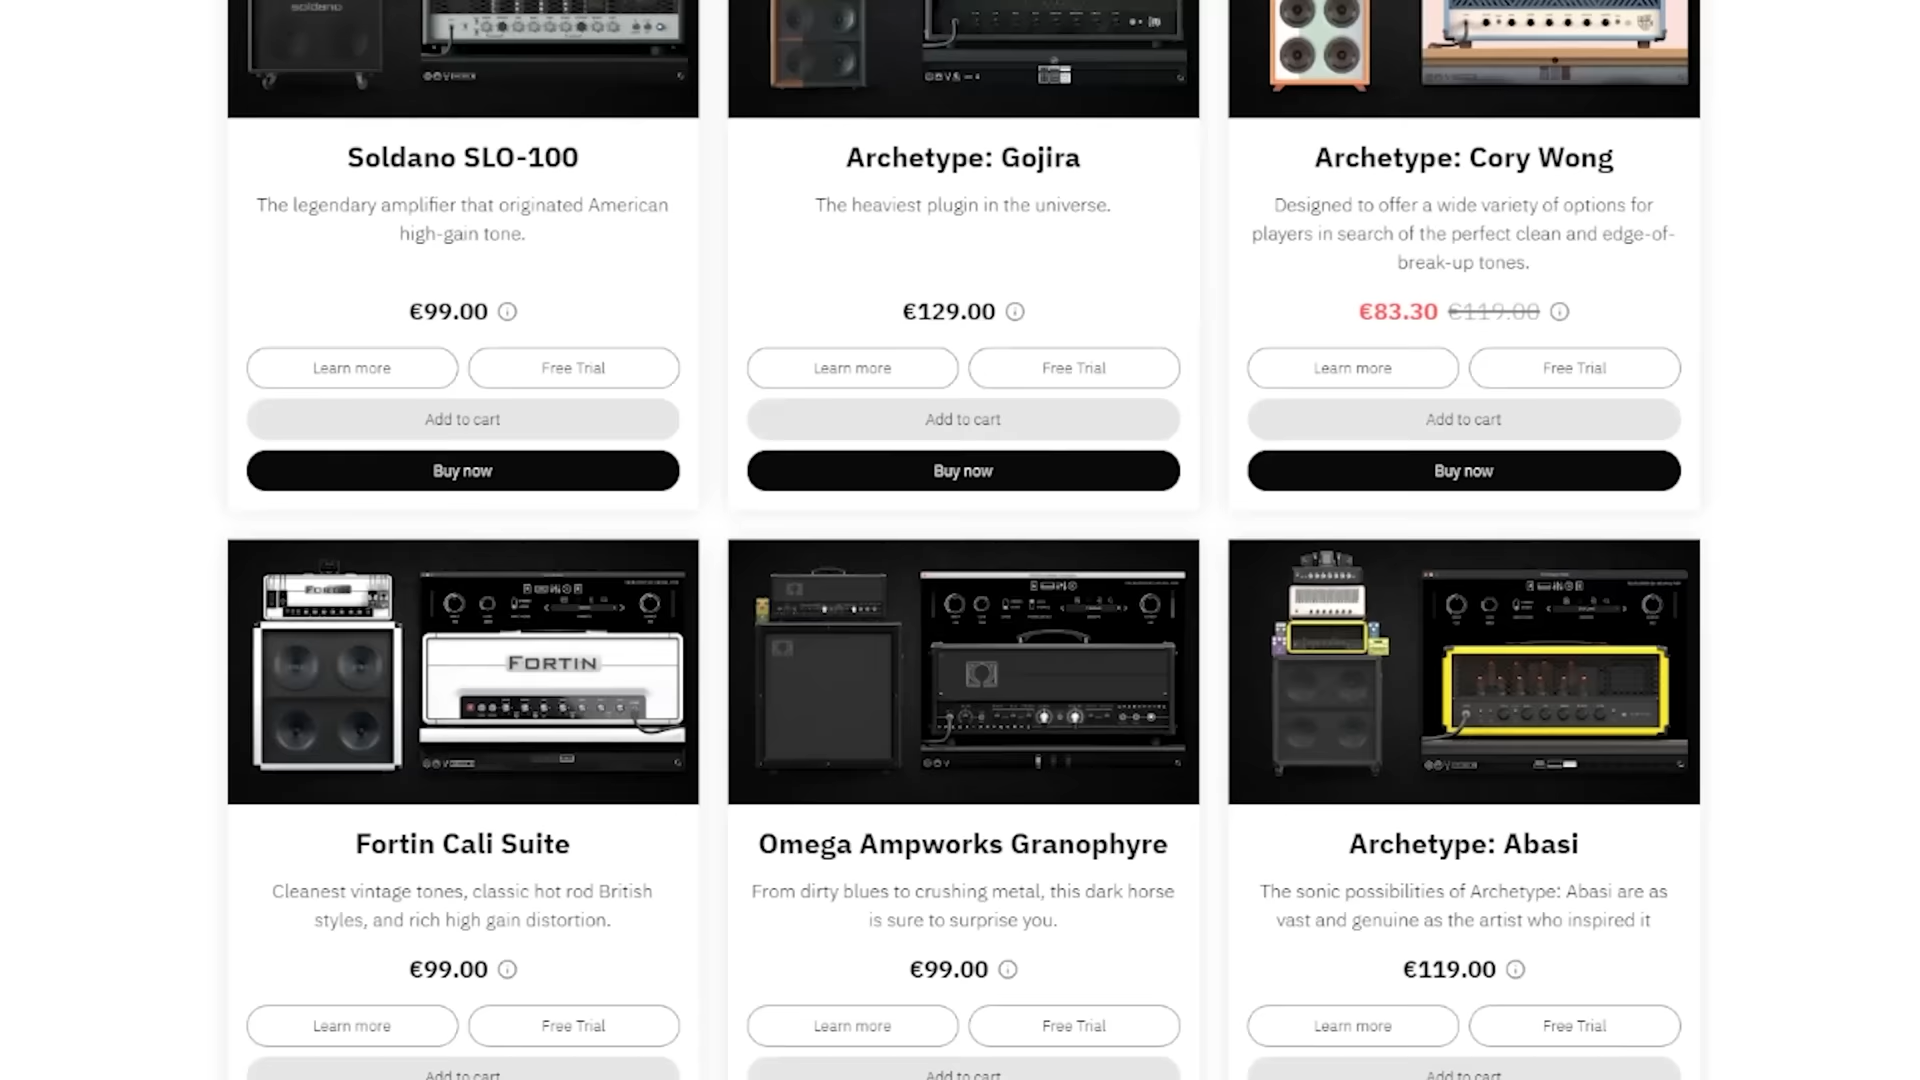 soldano
Soldano SLO-100
The legendary amplifier that originated American
high-gain tone.
€99.00
Learn more
Free Trial
Add to cart
Buy now
Archetype: Gojira
The heaviest plugin in the universe.
€129.00
Learn more
Free Trial
Add to cart
Buy now
Archetype: Cory Wong
Designed to offer a wide variety of options for
players in search of the perfect clean and edge-of-
break-up tones.
€83.30 €119.00
Learn more
Free Trial
Add to cart
Buy now
FORTIN
Fortin Cali Suite
Cleanest vintage tones, classic hot rod British
styles, and rich high gain distortion.
€99.00
Learn more
Free Trial
Add to cart
Omega Ampworks Granophyre
From dirty blues to crushing metal, this dark horse
is sure to surprise you.
€99.00
Learn more
Free Trial
Add to cart
Archetype: Abasi
The sonic possibilities of Archetype: Abasi are as
vast and genuine as the artist who inspired it
€119.00
Learn more
Free Trial
Add to cart